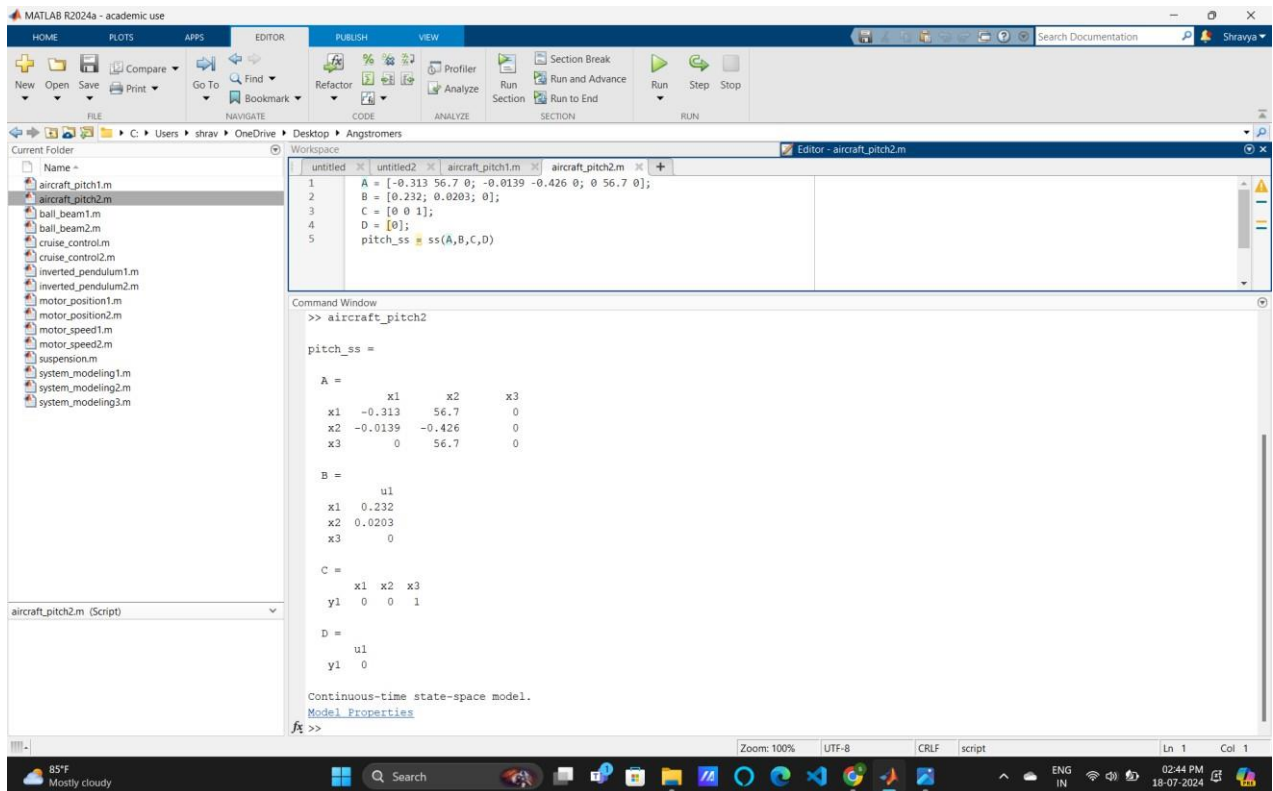 MATLAB R2024a - academic use
HOME PLOTS APPS EDITOR PUBLISH VIEW Search Documentation Shravya
New Open Save Compare Print Go To Find Bookmark Refactor Profiler Analyze Run Section Section Break Run and Advance Run to End Run Step Stop
FILE NAVIGATE CODE ANALYZE SECTION RUN
C: Users shrav OneDrive Desktop Angstromers
Current Folder
Name
aircraft_pitch1.m
aircraft_pitch2.m
ball_beam1.m
ball_beam2.m
cruise_control.m
cruise_control2.m
inverted_pendulum1.m
inverted_pendulum2.m
motor_position1.m
motor_position2.m
motor_speed1.m
motor_speed2.m
suspension.m
system_modeling1.m
system_modeling2.m
system_modeling3.m
aircraft_pitch2.m (Script)
Workspace
Editor - aircraft_pitch2.m
untitled untitled2 aircraft_pitch1.m aircraft_pitch2.m +
1 A = [-0.313 56.7 0; -0.0139 -0.426 0; 0 56.7 0];
2 B = [0.232; 0.0203; 0];
3 C = [0 0 1];
4 D = [0];
5 pitch_ss = ss(A,B,C,D)
Command Window
>> aircraft_pitch2
pitch_ss =
A =
x1 x2 x3
x1 -0.313 56.7 0
x2 -0.0139 -0.426 0
x3 0 56.7 0
B =
u1
x1 0.232
x2 0.0203
x3 0
C =
x1 x2 x3
y1 0 0 1
D =
u1
y1 0
Continuous-time state-space model.
Model Properties
fx >>
Zoom: 100% UTF-8 CRLF script Ln 1 Col 1
85°F
Mostly cloudy
Search
ENG
IN
02:44 PM
18-07-2024